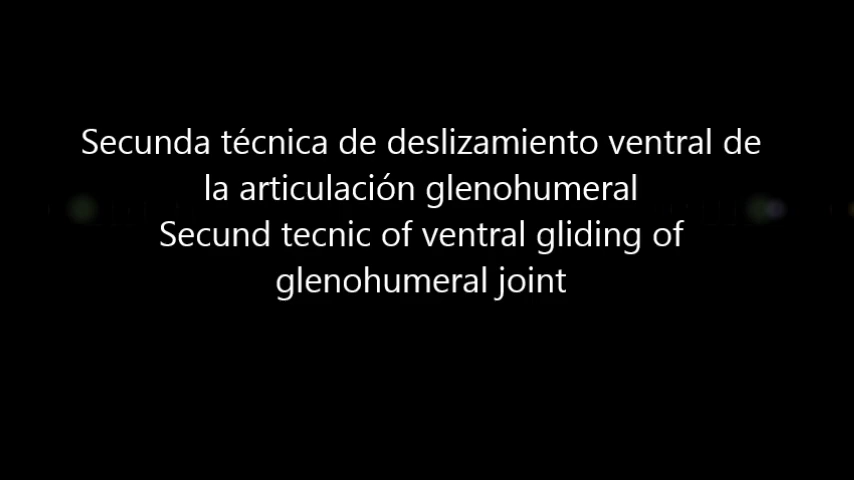 Secunda técnica de deslizamiento ventral de
la articulación glenohumeral
Secund tecnic of ventral gliding of
glenohumeral joint